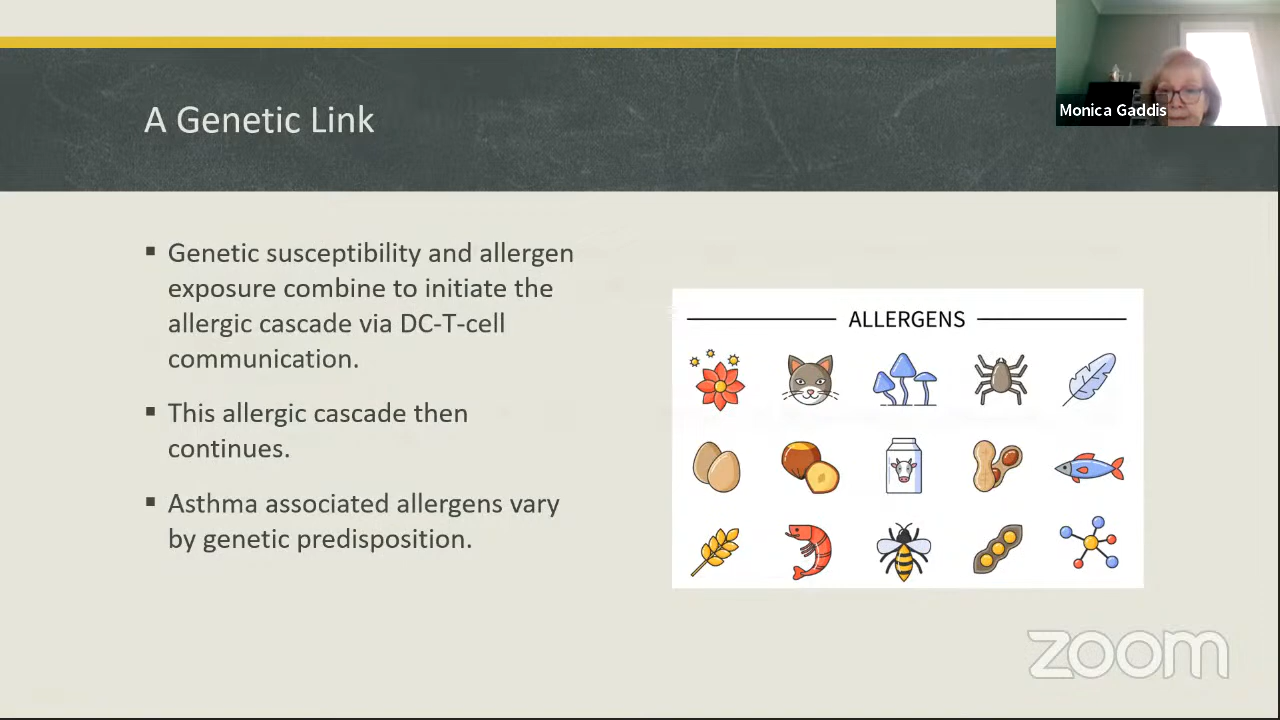 A Genetic Link
Monica Gaddis
▪ Genetic susceptibility and allergen
exposure combine to initiate the
allergic cascade via DC-T-cell
communication.
▪ This allergic cascade then
continues.
▪ Asthma associated allergens vary
by genetic predisposition.
ALLERGENS
zoom